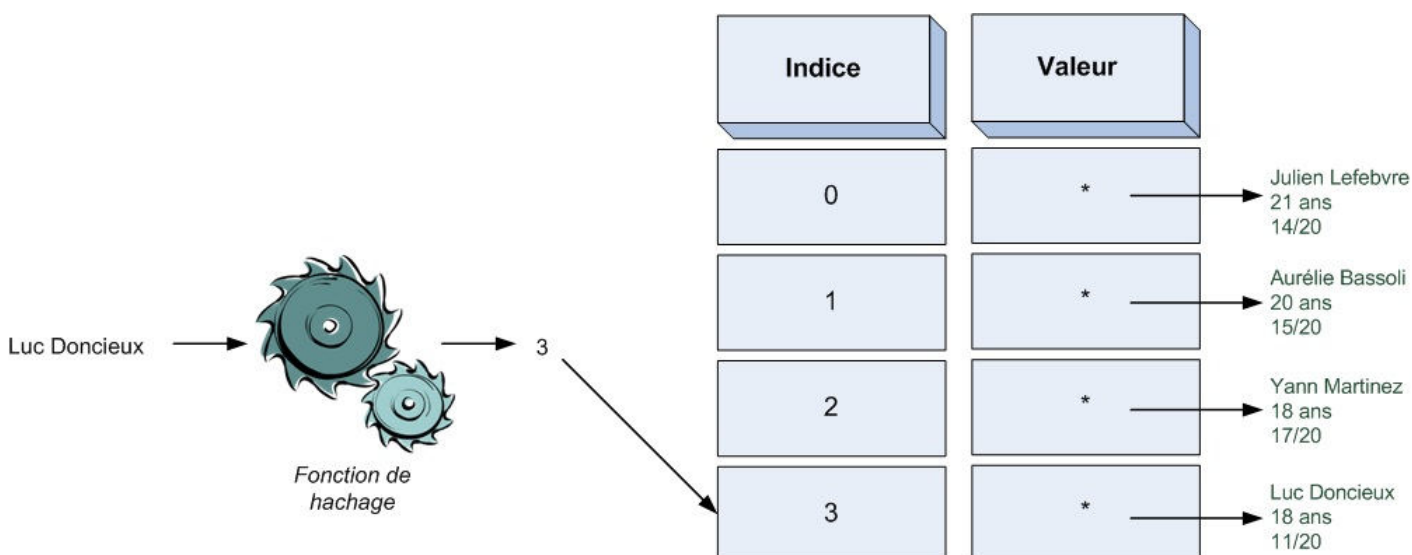 Indice
Valeur
0
*
Julien Lefebvre
21 ans
14/20
1
*
Aurélie Bassoli
20 ans
15/20
Luc Doncieux
3
2
*
Yann Martinez
18 ans
17/20
Fonction de
hachage
3
*
Luc Doncieux
18 ans
11/20